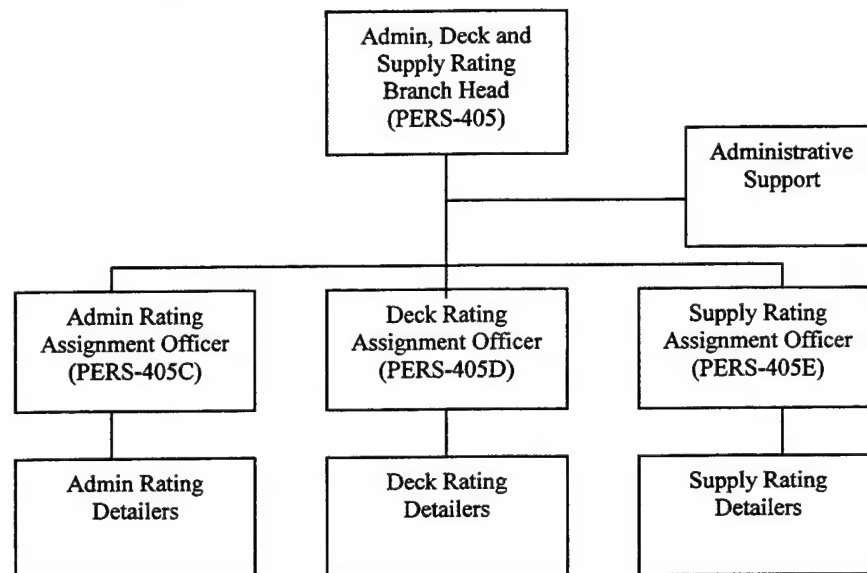 Admin, Deck and
Supply Rating
Branch Head
(PERS-405)
Administrative
Support
Admin Rating
Assignment Officer
(PERS-405C)
Deck Rating
Assignment Officer
(PERS-405D)
Supply Rating
Assignment Officer
(PERS-405E)
Admin Rating
Detailers
Deck Rating
Detailers
Supply Rating
Detailers